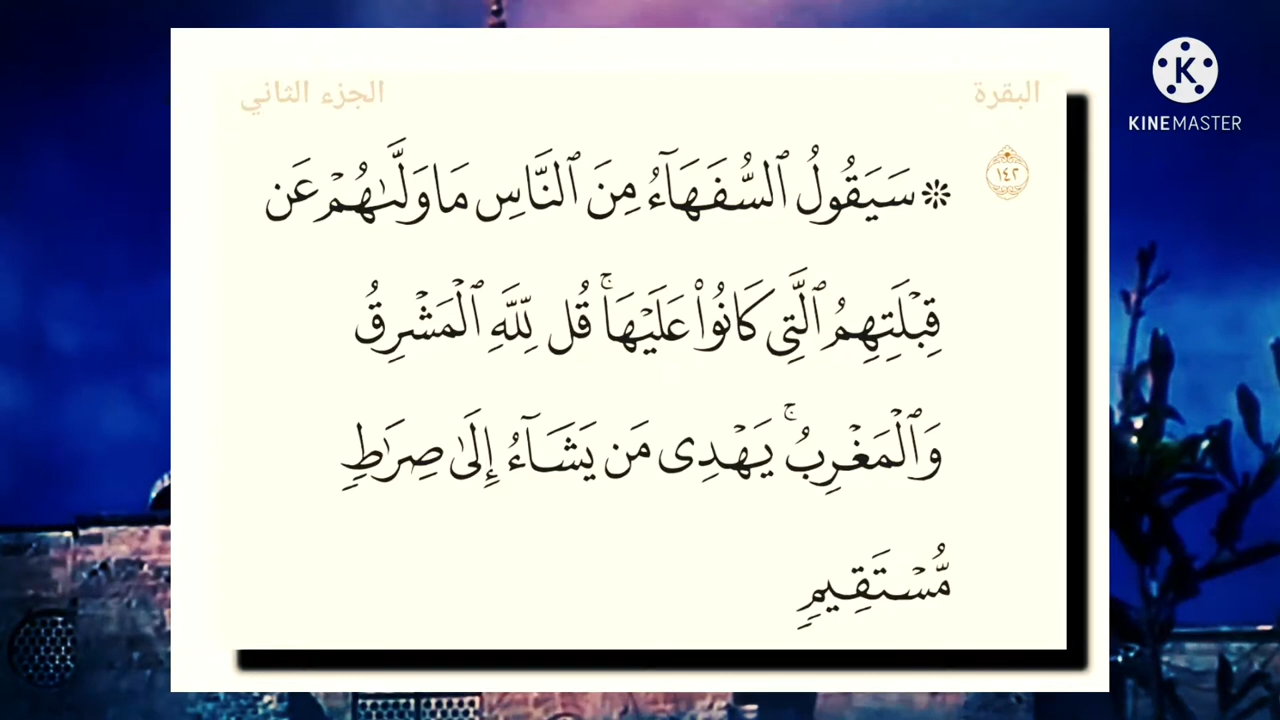 البقرة الجزء الثاني
١٤٢
۞ سَيَقُولُ ٱلسُّفَهَآءُ مِنَ ٱلنَّاسِ مَا وَلَّىٰهُمۡ عَن
قِبۡلَتِهِمُ ٱلَّتِى كَانُواْ عَلَيۡهَاۚ قُل لِّلَّهِ ٱلۡمَشۡرِقُ
وَٱلۡمَغۡرِبُۚ يَهۡدِى مَن يَشَآءُ إِلَىٰ صِرَٰطٍ
مُّسۡتَقِيمٍ
K
KINEMASTER